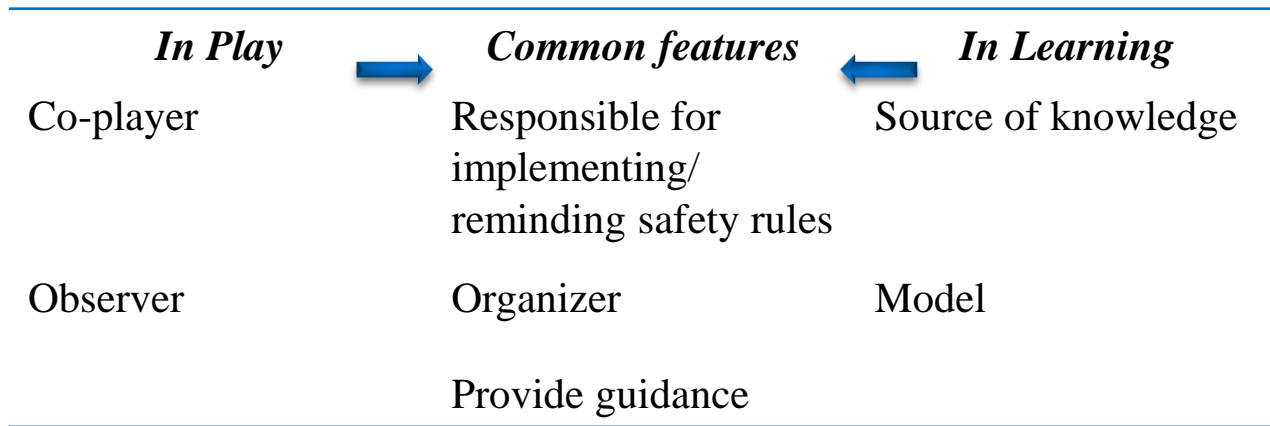 In Play Common features In Learning
Co-player Responsible for Source of knowledge
implementing/
reminding safety rules
Observer Organizer Model
Provide guidance